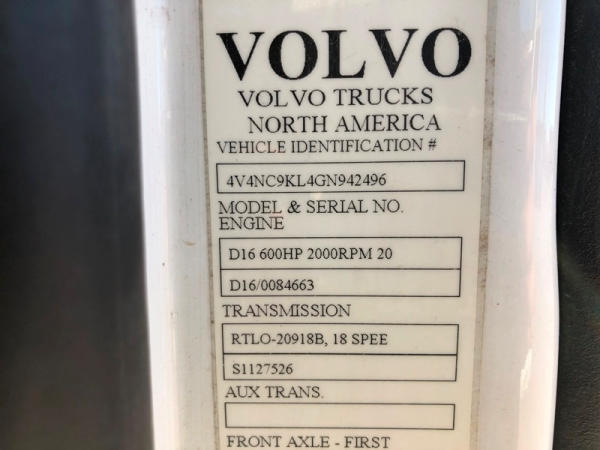 VOLVO
VOLVO TRUCKS
NORTH AMERICA
VEHICLE IDENTIFICATION #
4V4NC9KL4GN942496
MODEL & SERIAL NO.
ENGINE
D16 600HP 2000RPM 20
D16/0084663
TRANSMISSION
RTLO-20918B, 18 SPEE
S1127526
AUX TRANS.
FRONT AXLE - FIRST